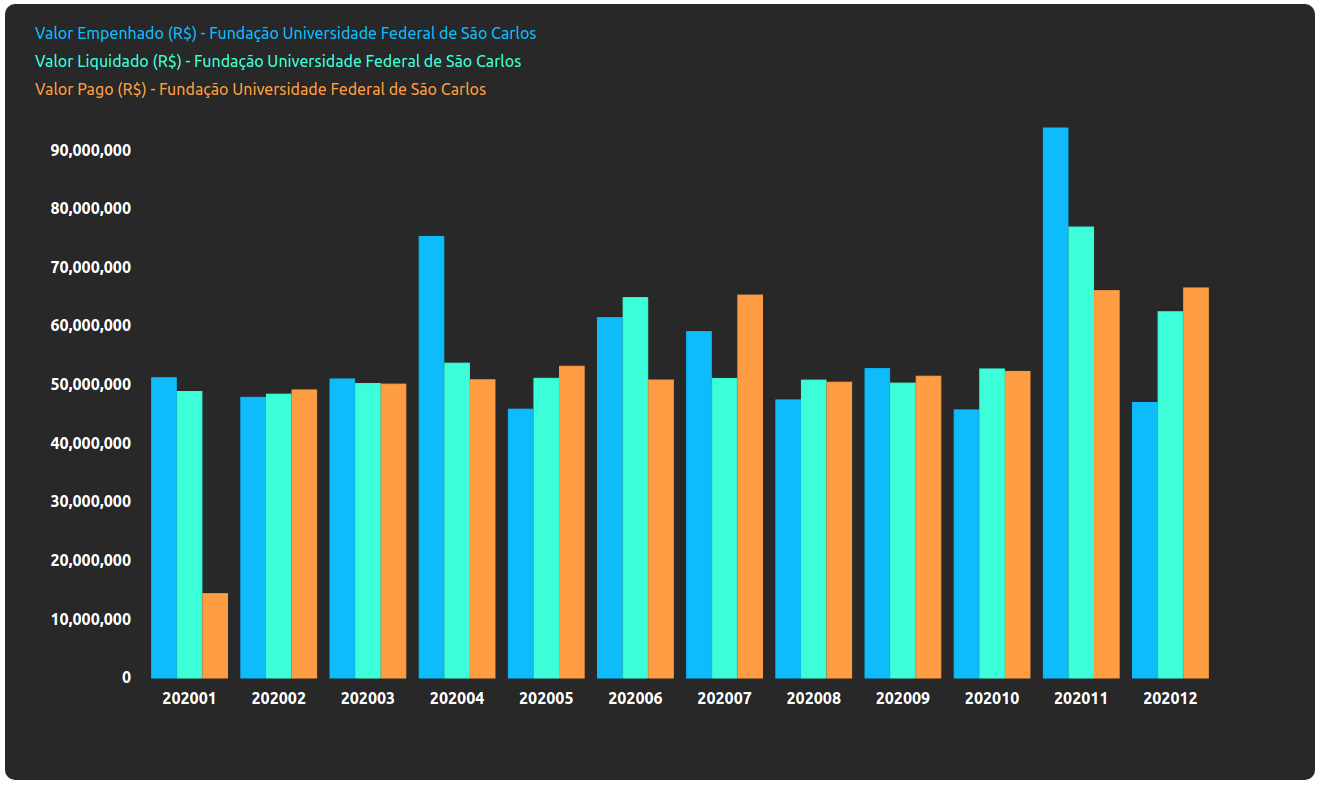 Valor Empenhado (R$) - Fundação Universidade Federal de São Carlos
Valor Liquidado (R$) - Fundação Universidade Federal de São Carlos
Valor Pago (R$) - Fundação Universidade Federal de São Carlos
90,000,000
80,000,000
70,000,000
60,000,000
50,000,000
40,000,000
30,000,000
20,000,000
10,000,000
0
202001 202002 202003 202004 202005 202006 202007 202008 202009 202010 202011 202012